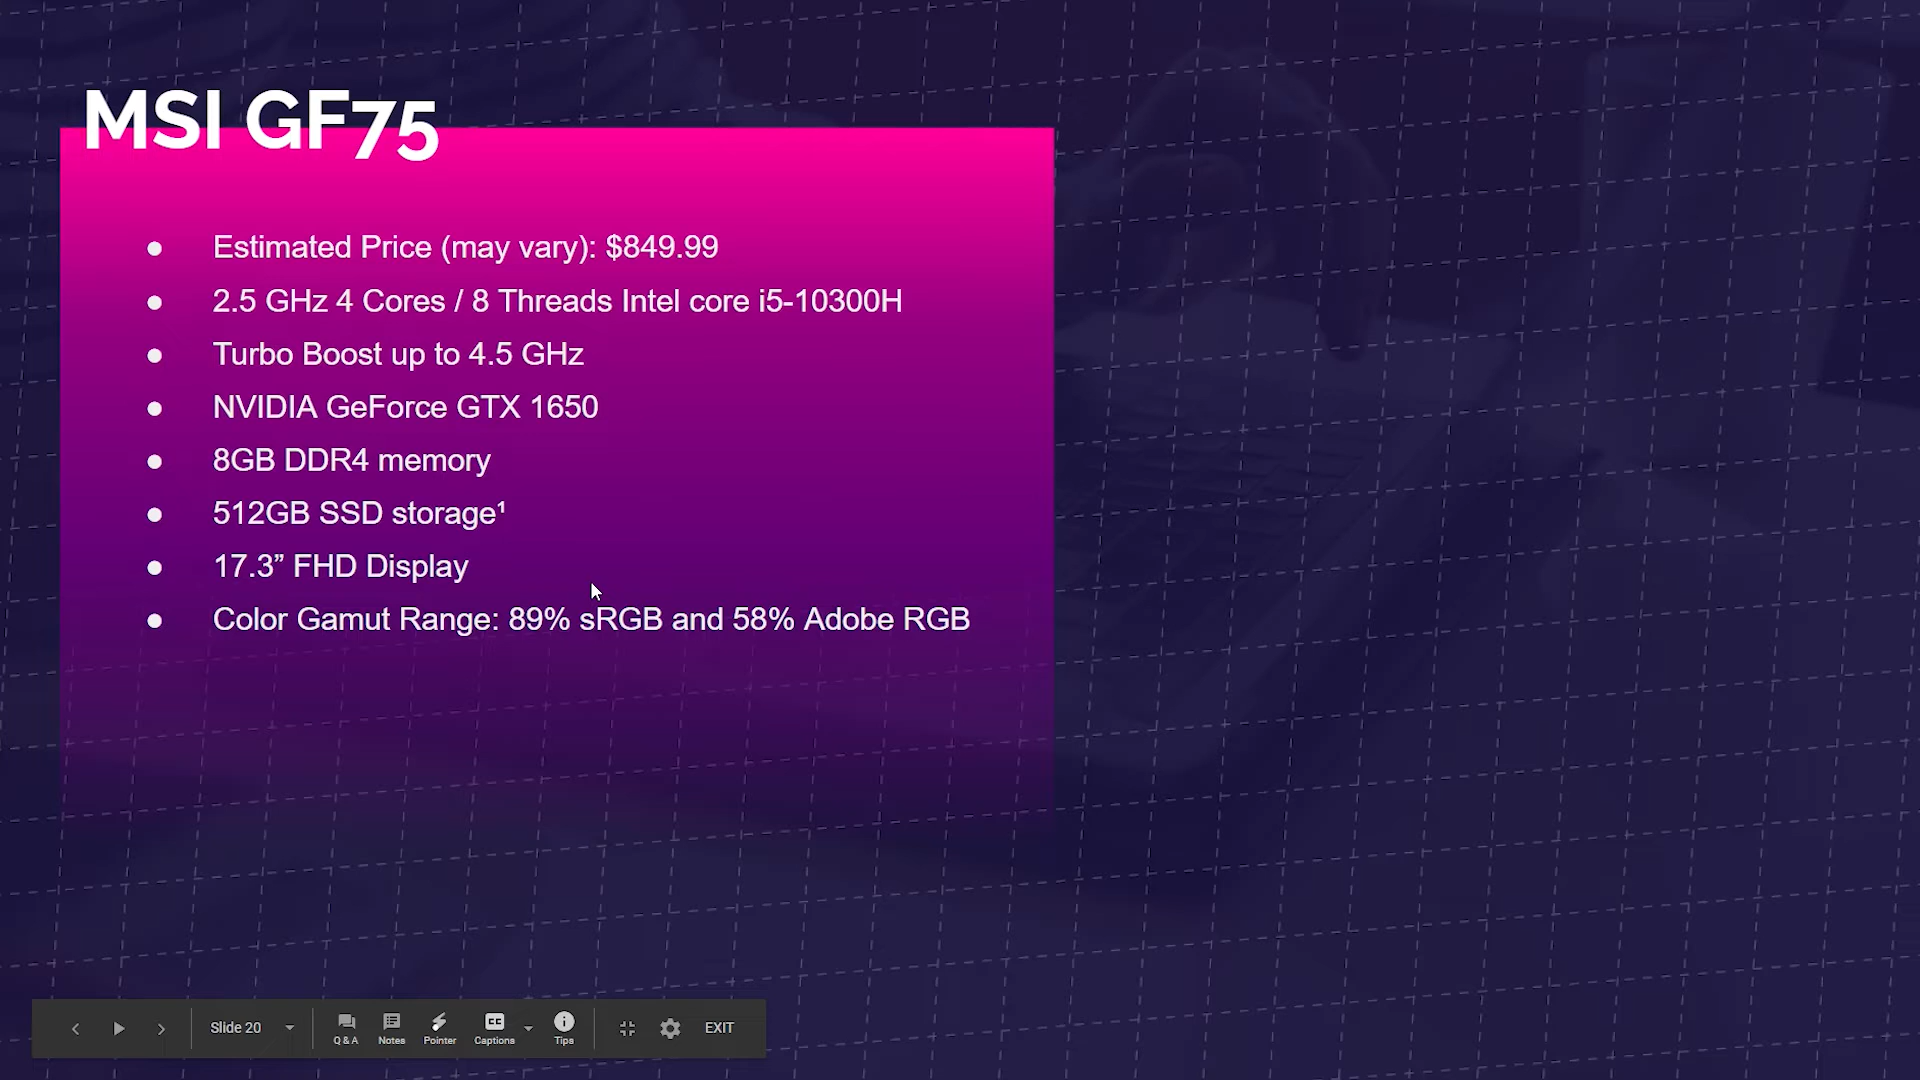 MSI GF75
● Estimated Price (may vary): $849.99
● 2.5 GHz 4 Cores / 8 Threads Intel core i5-10300H
● Turbo Boost up to 4.5 GHz
● NVIDIA GeForce GTX 1650
● 8GB DDR4 memory
● 512GB SSD storage¹
● 17.3” FHD Display
● Color Gamut Range: 89% sRGB and 58% Adobe RGB
Slide 20 Q & A Notes Pointer CC Captions Tips EXIT